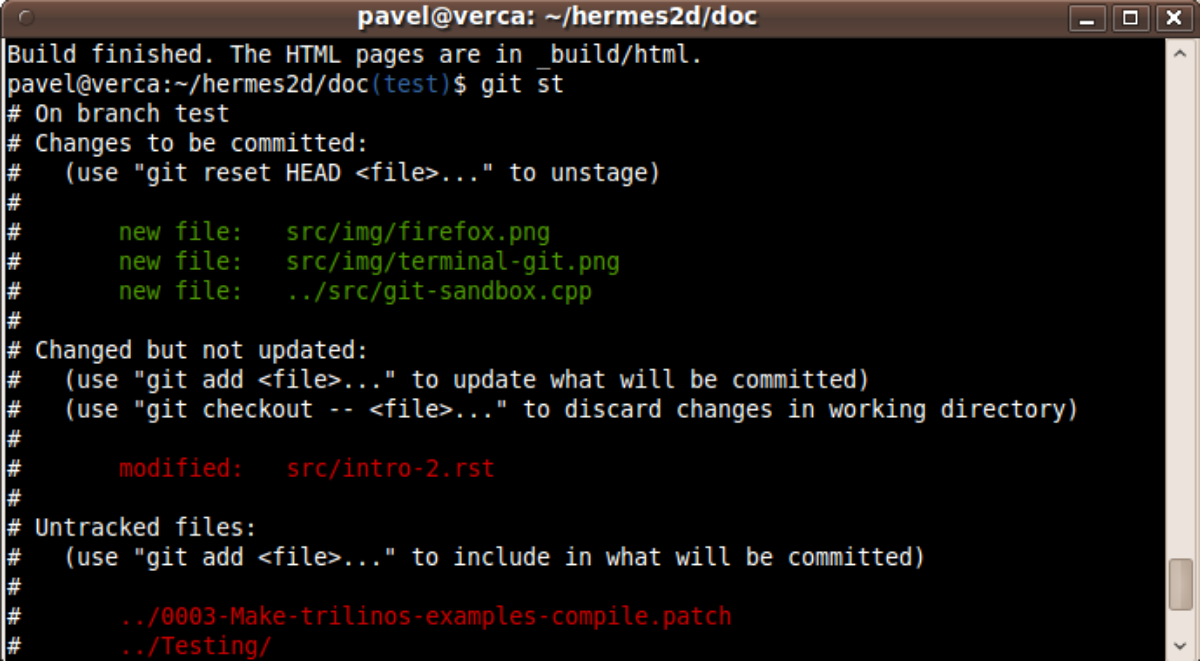 pavel@verca: ~/hermes2d/doc
Build finished. The HTML pages are in _build/html.
pavel@verca:~/hermes2d/doc(test)$ git st
# On branch test
# Changes to be committed:
#   (use "git reset HEAD <file>..." to unstage)
#
#       new file:   src/img/firefox.png
#       new file:   src/img/terminal-git.png
#       new file:   ../src/git-sandbox.cpp
#
# Changed but not updated:
#   (use "git add <file>..." to update what will be committed)
#   (use "git checkout -- <file>..." to discard changes in working directory)
#
#       modified:   src/intro-2.rst
#
# Untracked files:
#   (use "git add <file>..." to include in what will be committed)
#
#       ../0003-Make-trilinos-examples-compile.patch
#       ../Testing/